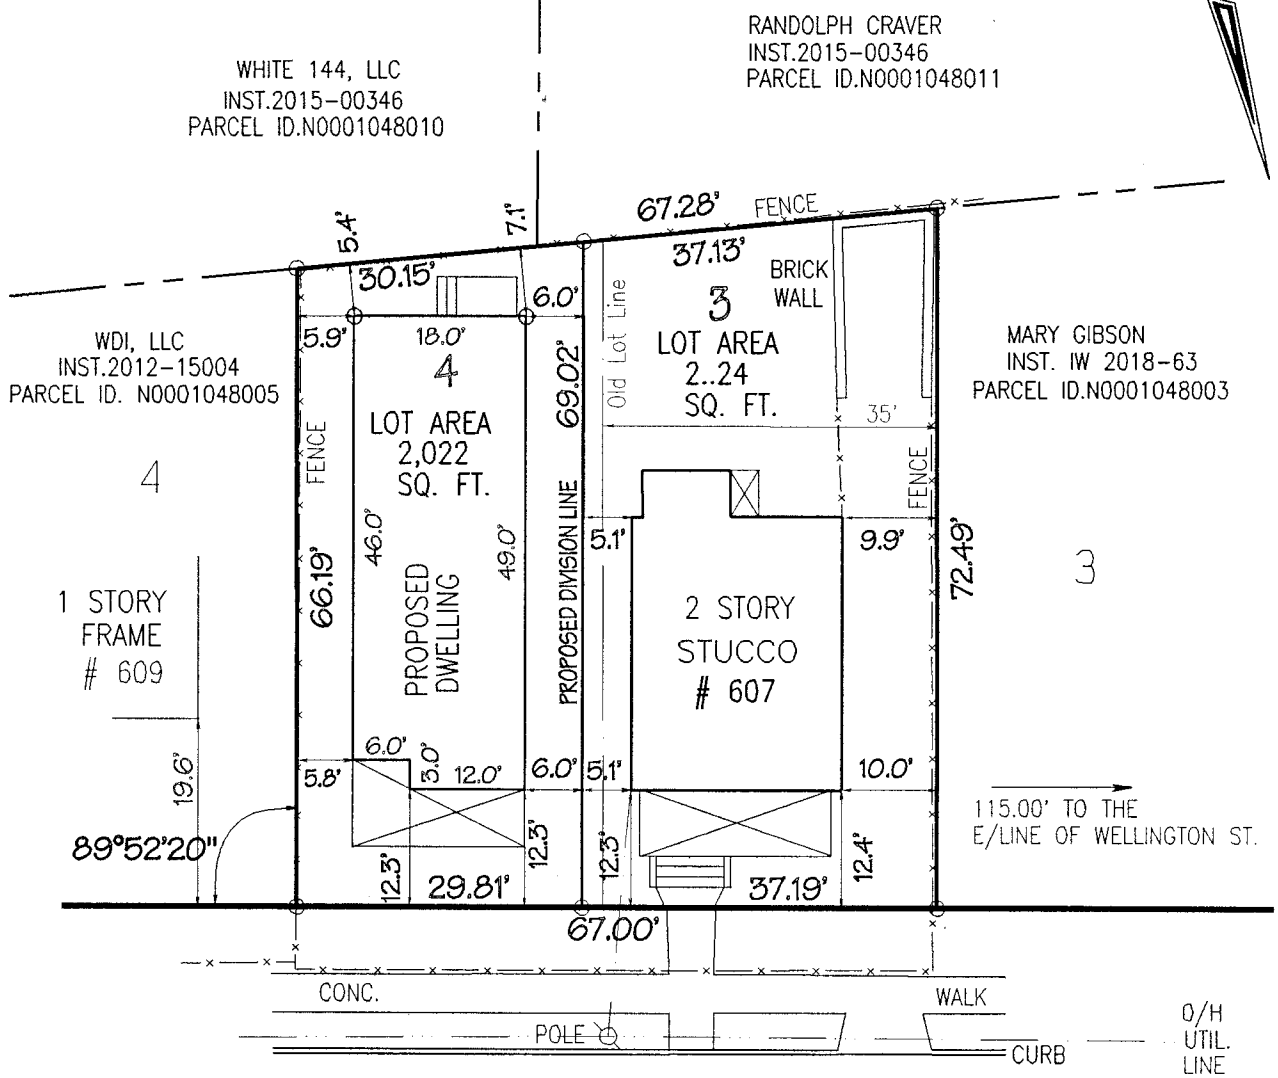 RANDOLPH CRAVER
INST.2015-00346
PARCEL ID.N0001048011
WHITE 144, LLC
INST.2015-00346
PARCEL ID.N0001048010
5.4'
7.1'
67.28'
FENCE
30.15'
37.13'
BRICK
WALL
6.0'
Old Lot Line
3
LOT AREA
2..24
SQ. FT.
5.9'
18.0'
4
LOT AREA
2,022
SQ. FT.
69.02'
WDI, LLC
INST.2012-15004
PARCEL ID. N0001048005
MARY GIBSON
INST. IW 2018-63
PARCEL ID.N0001048003
35'
FENCE
FENCE
4
46.0'
49.0'
PROPOSED DIVISION LINE
5.1'
9.9'
66.19'
72.49'
3
PROPOSED
DWELLING
1 STORY
FRAME
# 609
2 STORY
STUCCO
# 607
6.0'
3.0'
12.0'
5.8'
6.0'
5.1'
10.0'
19.6'
115.00' TO THE
E/LINE OF WELLINGTON ST.
89°52'20"
12.3'
29.81'
12.3'
12.3'
37.19'
12.4'
67.00'
CONC.
WALK
POLE
CURB
O/H
UTIL.
LINE